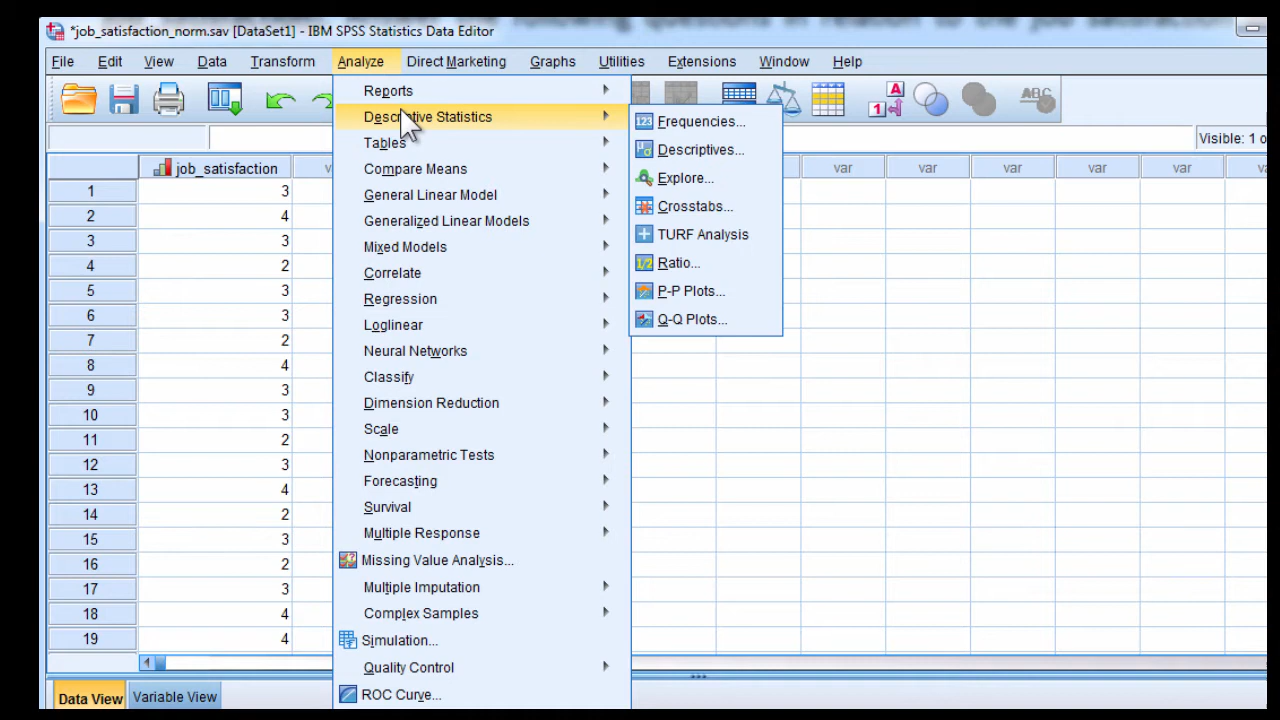 *job_satisfaction_norm.sav [DataSet1] - IBM SPSS Statistics Data Editor
File Edit View Data Transform Analyze Direct Marketing Graphs Utilities Extensions Window Help
Visible: 1 o
job_satisfaction
var var var var var
1 3
2 4
3 3
4 2
5 3
6 3
7 2
8 4
9 3
10 3
11 2
12 3
13 4
14 2
15 3
16 2
17 3
18 4
19 4
Reports
Descriptive Statistics
Tables
Compare Means
General Linear Model
Generalized Linear Models
Mixed Models
Correlate
Regression
Loglinear
Neural Networks
Classify
Dimension Reduction
Scale
Nonparametric Tests
Forecasting
Survival
Multiple Response
Missing Value Analysis...
Multiple Imputation
Complex Samples
Simulation...
Quality Control
ROC Curve...
Frequencies...
Descriptives...
Explore...
Crosstabs...
TURF Analysis
Ratio...
P-P Plots...
Q-Q Plots...
Data View Variable View